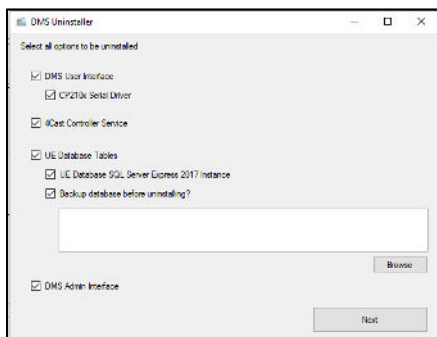 DMS Uninstaller
Select all options to be uninstalled
DMS User Interface
CP210x Serial Driver
4Cast Controller Service
UE Database Tables
UE Database SQL Server Express 2017 Instance
Backup database before uninstalling?
Browse
DMS Admin Interface
Next